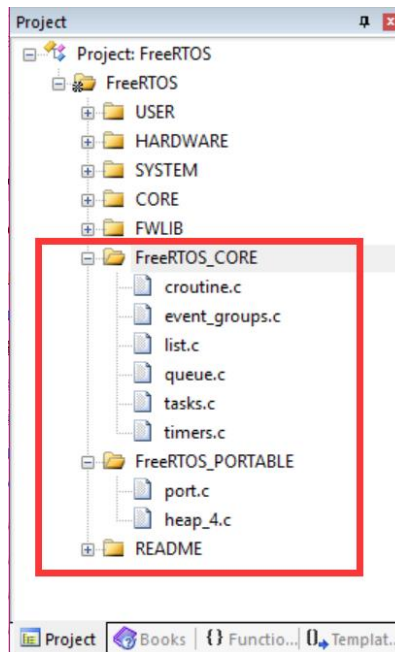 Project
Project: FreeRTOS
FreeRTOS
USER
HARDWARE
SYSTEM
CORE
FWLIB
FreeRTOS_CORE
croutine.c
event_groups.c
list.c
queue.c
tasks.c
timers.c
FreeRTOS_PORTABLE
port.c
heap_4.c
README
Project Books {} Functio... 0 Templat...